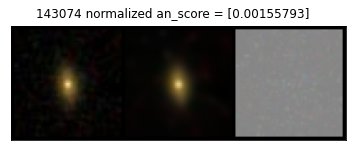 143074 normalized an_score = [0.00155793]